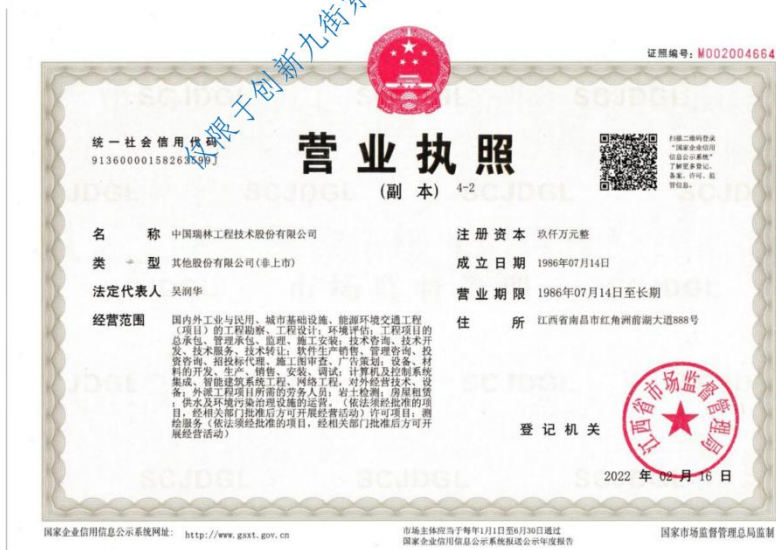 仅限于创新九街
证照编号：M002004664
统一社会信用代码
营业执照
(副 本) 4-2
扫描二维码登录
“国家企业信用
信息公示系统”
了解更多登记、
备案、许可、监
管信息。
名 称 中国瑞林工程技术股份有限公司
类 型 其他股份有限公司(非上市)
法定代表人 吴润华
经营范围 国内外工业与民用、城市基础设施、能源环境交通工程
（项目）的工程勘察、工程设计；环境评估；工程项目的
总承包、管理承包、监理、施工安装；技术咨询、技术开
发、技术服务、技术转让；软件生产销售、管理咨询、投
资咨询、招投标代理、施工图审查、广告策划；设备、材
料的开发、生产、销售、安装、调试；计算机及控制系统
集成、智能建筑系统工程、网络工程，对外经营技术、设
备；外派工程项目所需的劳务人员；岩土检测；房屋租赁
；供水及环境污染治理设施的运营。（依法须经批准的项
目，经相关部门批准后方可开展经营活动）许可项目：测
绘服务（依法须经批准的项目，经相关部门批准后方可开
展经营活动）
注册资本 玖仟万元整
成立日期 1986年07月14日
营业期限 1986年07月14日至长期
住 所 江西省南昌市红角洲前湖大道888号
登记机关
江西省市场监督管理局
2022 年 02 月 16 日
国家企业信用信息公示系统网址： http://www.gsxt.gov.cn
市场主体应当于每年1月1日至6月30日通过
国家企业信用信息公示系统报送公示年度报告
国家市场监督管理总局监制